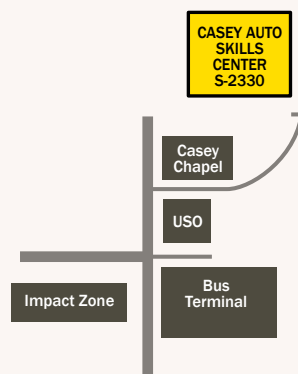 CASEY AUTO
SKILLS
CENTER
S-2330
Casey
Chapel
USO
Impact Zone
Bus
Terminal